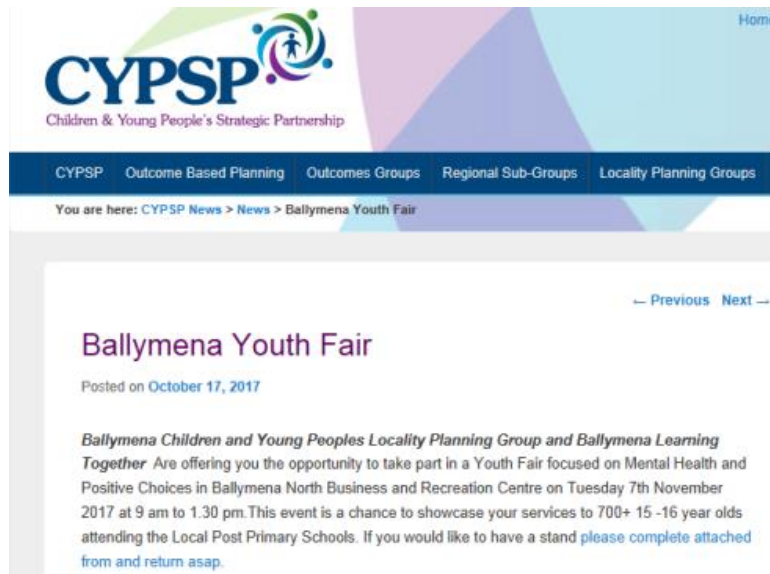 Home
CYPSP
Children & Young People's Strategic Partnership
CYPSP Outcome Based Planning Outcomes Groups Regional Sub-Groups Locality Planning Groups
You are here: CYPSP News > News > Ballymena Youth Fair
← Previous Next →
Ballymena Youth Fair
Posted on October 17, 2017
Ballymena Children and Young Peoples Locality Planning Group and Ballymena Learning
Together Are offering you the opportunity to take part in a Youth Fair focused on Mental Health and
Positive Choices in Ballymena North Business and Recreation Centre on Tuesday 7th November
2017 at 9 am to 1.30 pm.This event is a chance to showcase your services to 700+ 15 -16 year olds
attending the Local Post Primary Schools. If you would like to have a stand please complete attached
from and return asap.